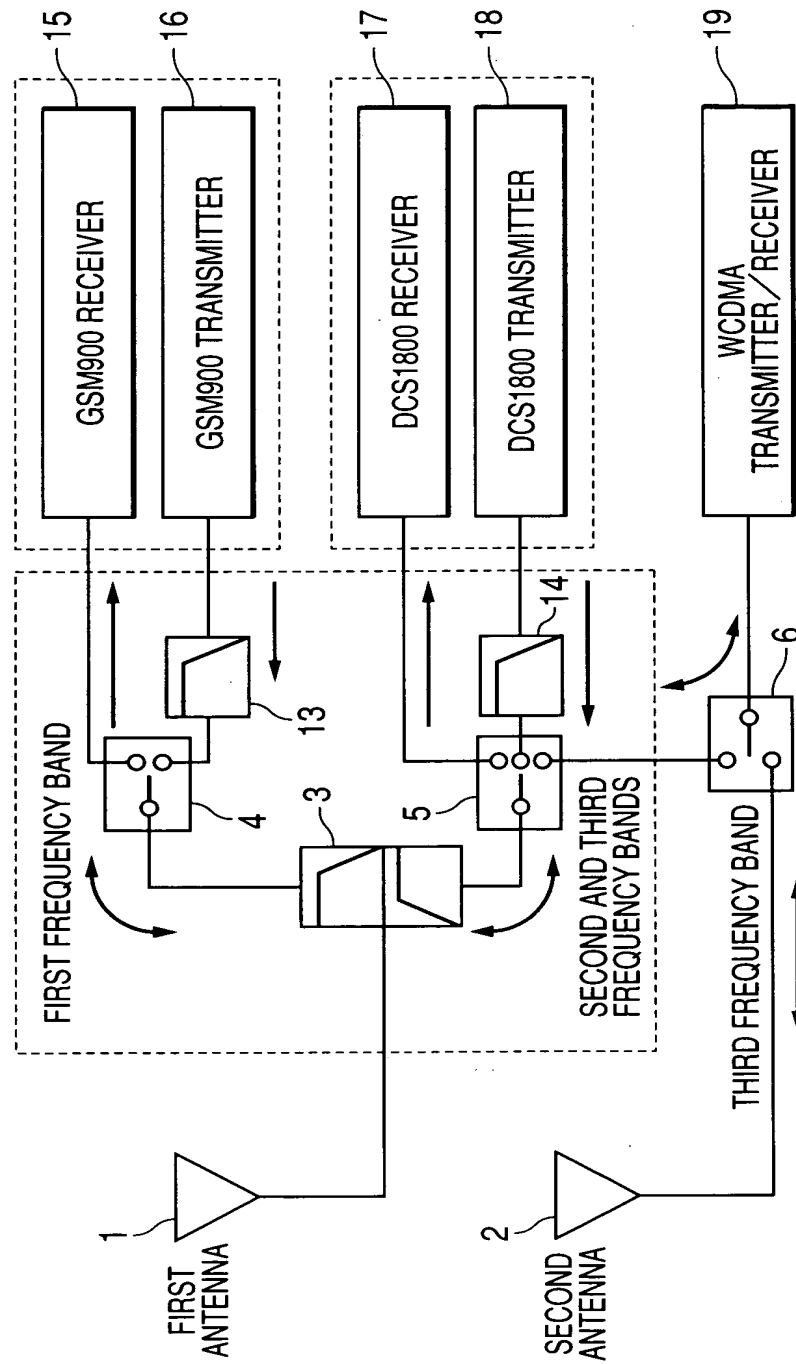 FIRST
ANTENNA
1
SECOND
ANTENNA
2
FIRST FREQUENCY BAND
3
4
13
SECOND AND THIRD
FREQUENCY BANDS
5
14
THIRD FREQUENCY BAND
6
GSM900 RECEIVER
15
GSM900 TRANSMITTER
16
DCS1800 RECEIVER
17
DCS1800 TRANSMITTER
18
WCDMA
TRANSMITTER/RECEIVER
19